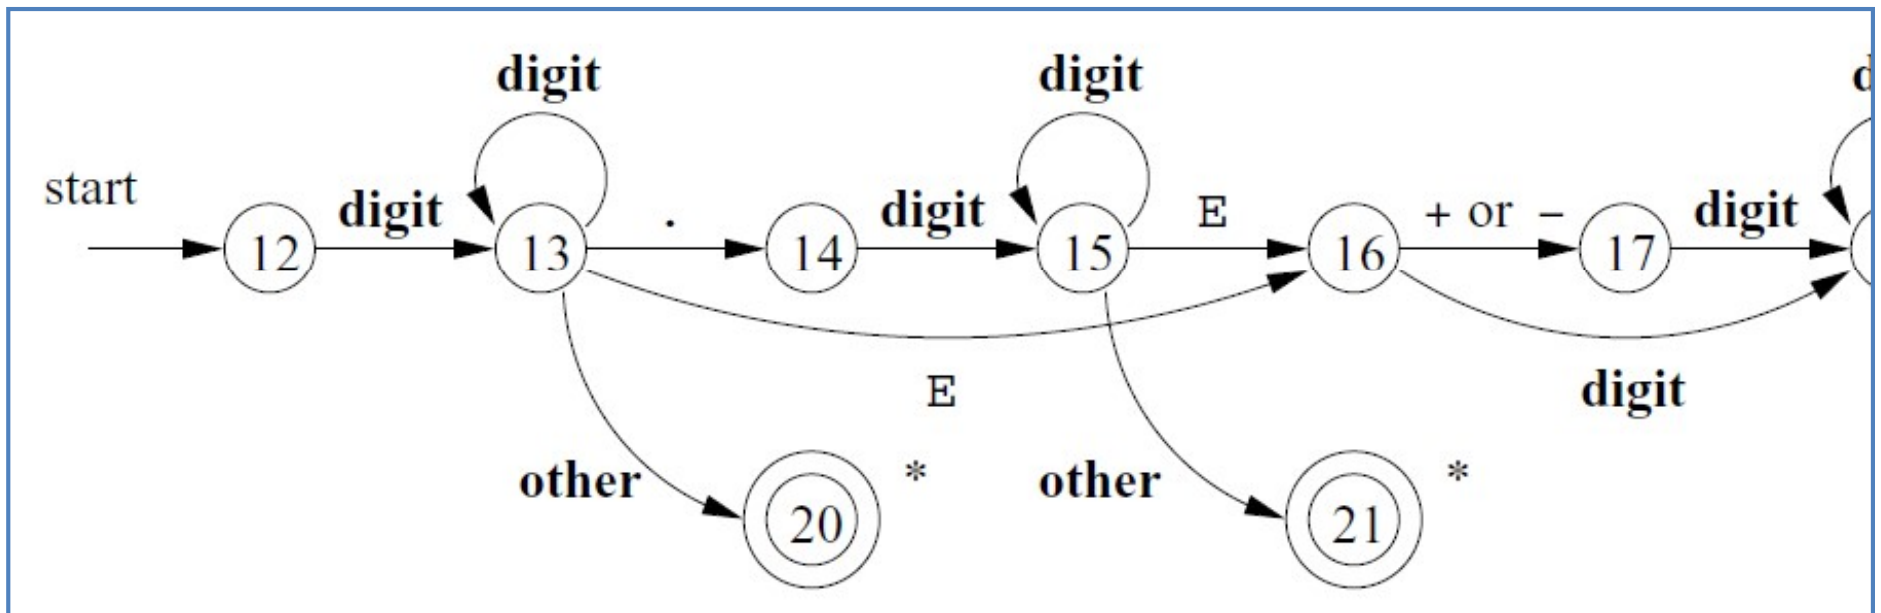 digit digit
start
digit . digit E + or − digit
12 13 14 15 16 17
E digit
other * other *
20 21